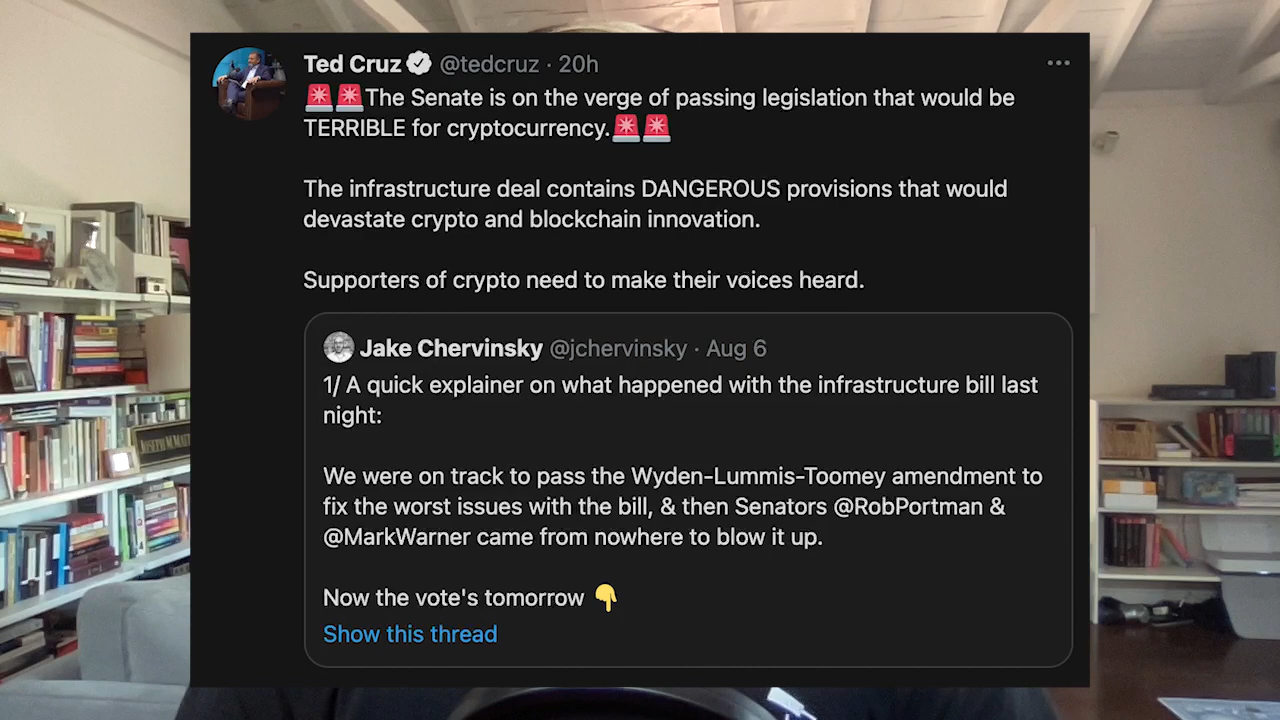 Ted Cruz @tedcruz · 20h
🚨🚨The Senate is on the verge of passing legislation that would be
TERRIBLE for cryptocurrency.🚨🚨
The infrastructure deal contains DANGEROUS provisions that would
devastate crypto and blockchain innovation.
Supporters of crypto need to make their voices heard.
Jake Chervinsky @jchervinsky · Aug 6
1/ A quick explainer on what happened with the infrastructure bill last
night:
We were on track to pass the Wyden-Lummis-Toomey amendment to
fix the worst issues with the bill, & then Senators @RobPortman &
@MarkWarner came from nowhere to blow it up.
Now the vote's tomorrow 👇
Show this thread